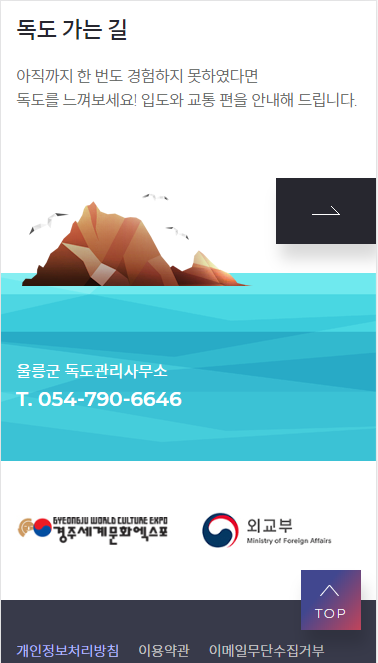 독도 가는 길
아직까지 한 번도 경험하지 못하였다면
독도를 느껴보세요! 입도와 교통 편을 안내해 드립니다.
울릉군 독도관리사무소
T. 054-790-6646
GYEONGJU WORLD CULTURE EXPO
경주세계문화엑스포
외교부
Ministry of Foreign Affairs
TOP
개인정보처리방침 이용약관 이메일무단수집거부